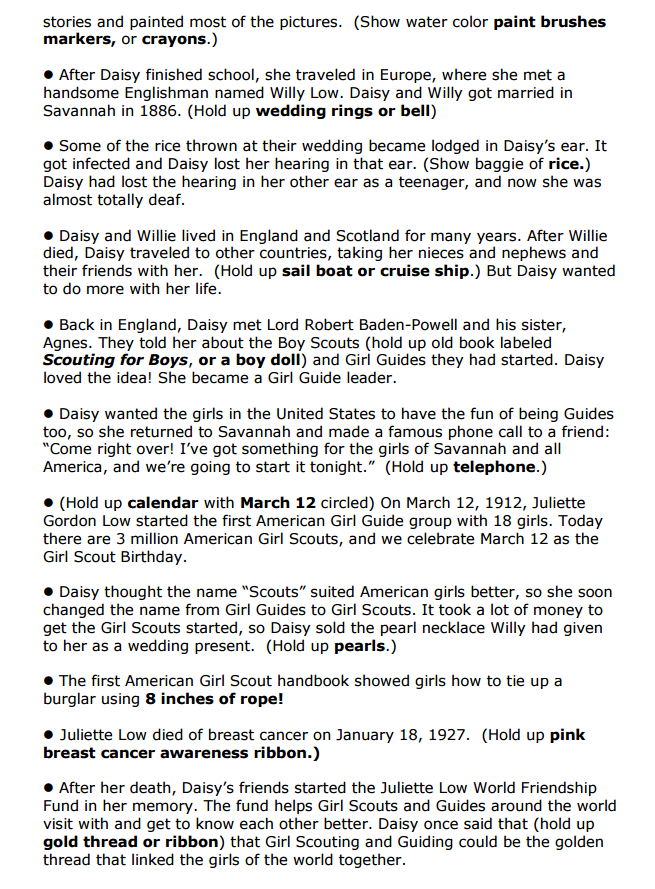 stories and painted most of the pictures.  (Show water color paint brushes
markers, or crayons.)
● After Daisy finished school, she traveled in Europe, where she met a
handsome Englishman named Willy Low. Daisy and Willy got married in
Savannah in 1886. (Hold up wedding rings or bell)
● Some of the rice thrown at their wedding became lodged in Daisy's ear. It
got infected and Daisy lost her hearing in that ear. (Show baggie of rice.)
Daisy had lost the hearing in her other ear as a teenager, and now she was
almost totally deaf.
● Daisy and Willie lived in England and Scotland for many years. After Willie
died, Daisy traveled to other countries, taking her nieces and nephews and
their friends with her.  (Hold up sail boat or cruise ship.) But Daisy wanted
to do more with her life.
● Back in England, Daisy met Lord Robert Baden-Powell and his sister,
Agnes. They told her about the Boy Scouts (hold up old book labeled
Scouting for Boys, or a boy doll) and Girl Guides they had started. Daisy
loved the idea! She became a Girl Guide leader.
● Daisy wanted the girls in the United States to have the fun of being Guides
too, so she returned to Savannah and made a famous phone call to a friend:
"Come right over! I've got something for the girls of Savannah and all
America, and we're going to start it tonight."  (Hold up telephone.)
● (Hold up calendar with March 12 circled) On March 12, 1912, Juliette
Gordon Low started the first American Girl Guide group with 18 girls. Today
there are 3 million American Girl Scouts, and we celebrate March 12 as the
Girl Scout Birthday.
● Daisy thought the name "Scouts" suited American girls better, so she soon
changed the name from Girl Guides to Girl Scouts. It took a lot of money to
get the Girl Scouts started, so Daisy sold the pearl necklace Willy had given
to her as a wedding present.  (Hold up pearls.)
● The first American Girl Scout handbook showed girls how to tie up a
burglar using 8 inches of rope!
● Juliette Low died of breast cancer on January 18, 1927.  (Hold up pink
breast cancer awareness ribbon.)
● After her death, Daisy's friends started the Juliette Low World Friendship
Fund in her memory. The fund helps Girl Scouts and Guides around the world
visit with and get to know each other better. Daisy once said that (hold up
gold thread or ribbon) that Girl Scouting and Guiding could be the golden
thread that linked the girls of the world together.